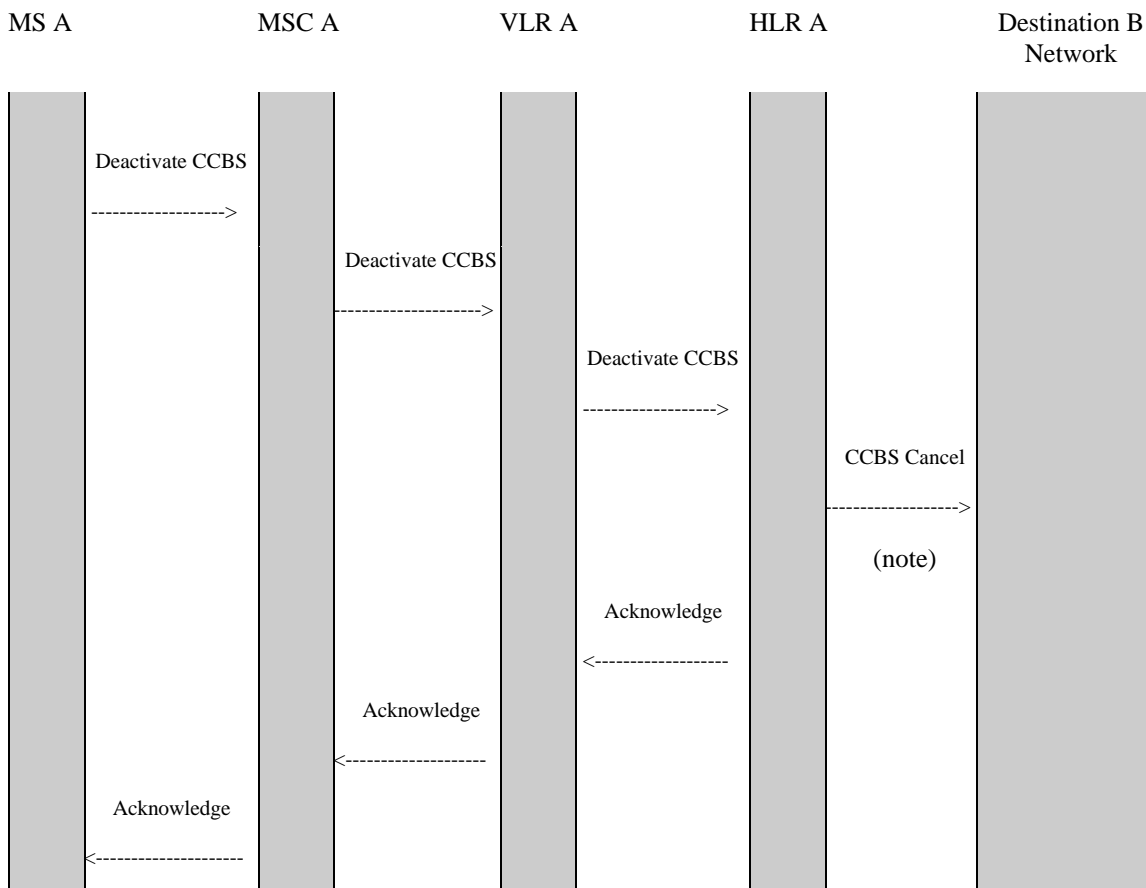 MS A MSC A VLR A HLR A Destination B
Network
Deactivate CCBS
-------------------->
Deactivate CCBS
---------------------->
Deactivate CCBS
-------------------->
CCBS Cancel
-------------------->
(note)
Acknowledge
<--------------------
Acknowledge
<---------------------
Acknowledge
<----------------------